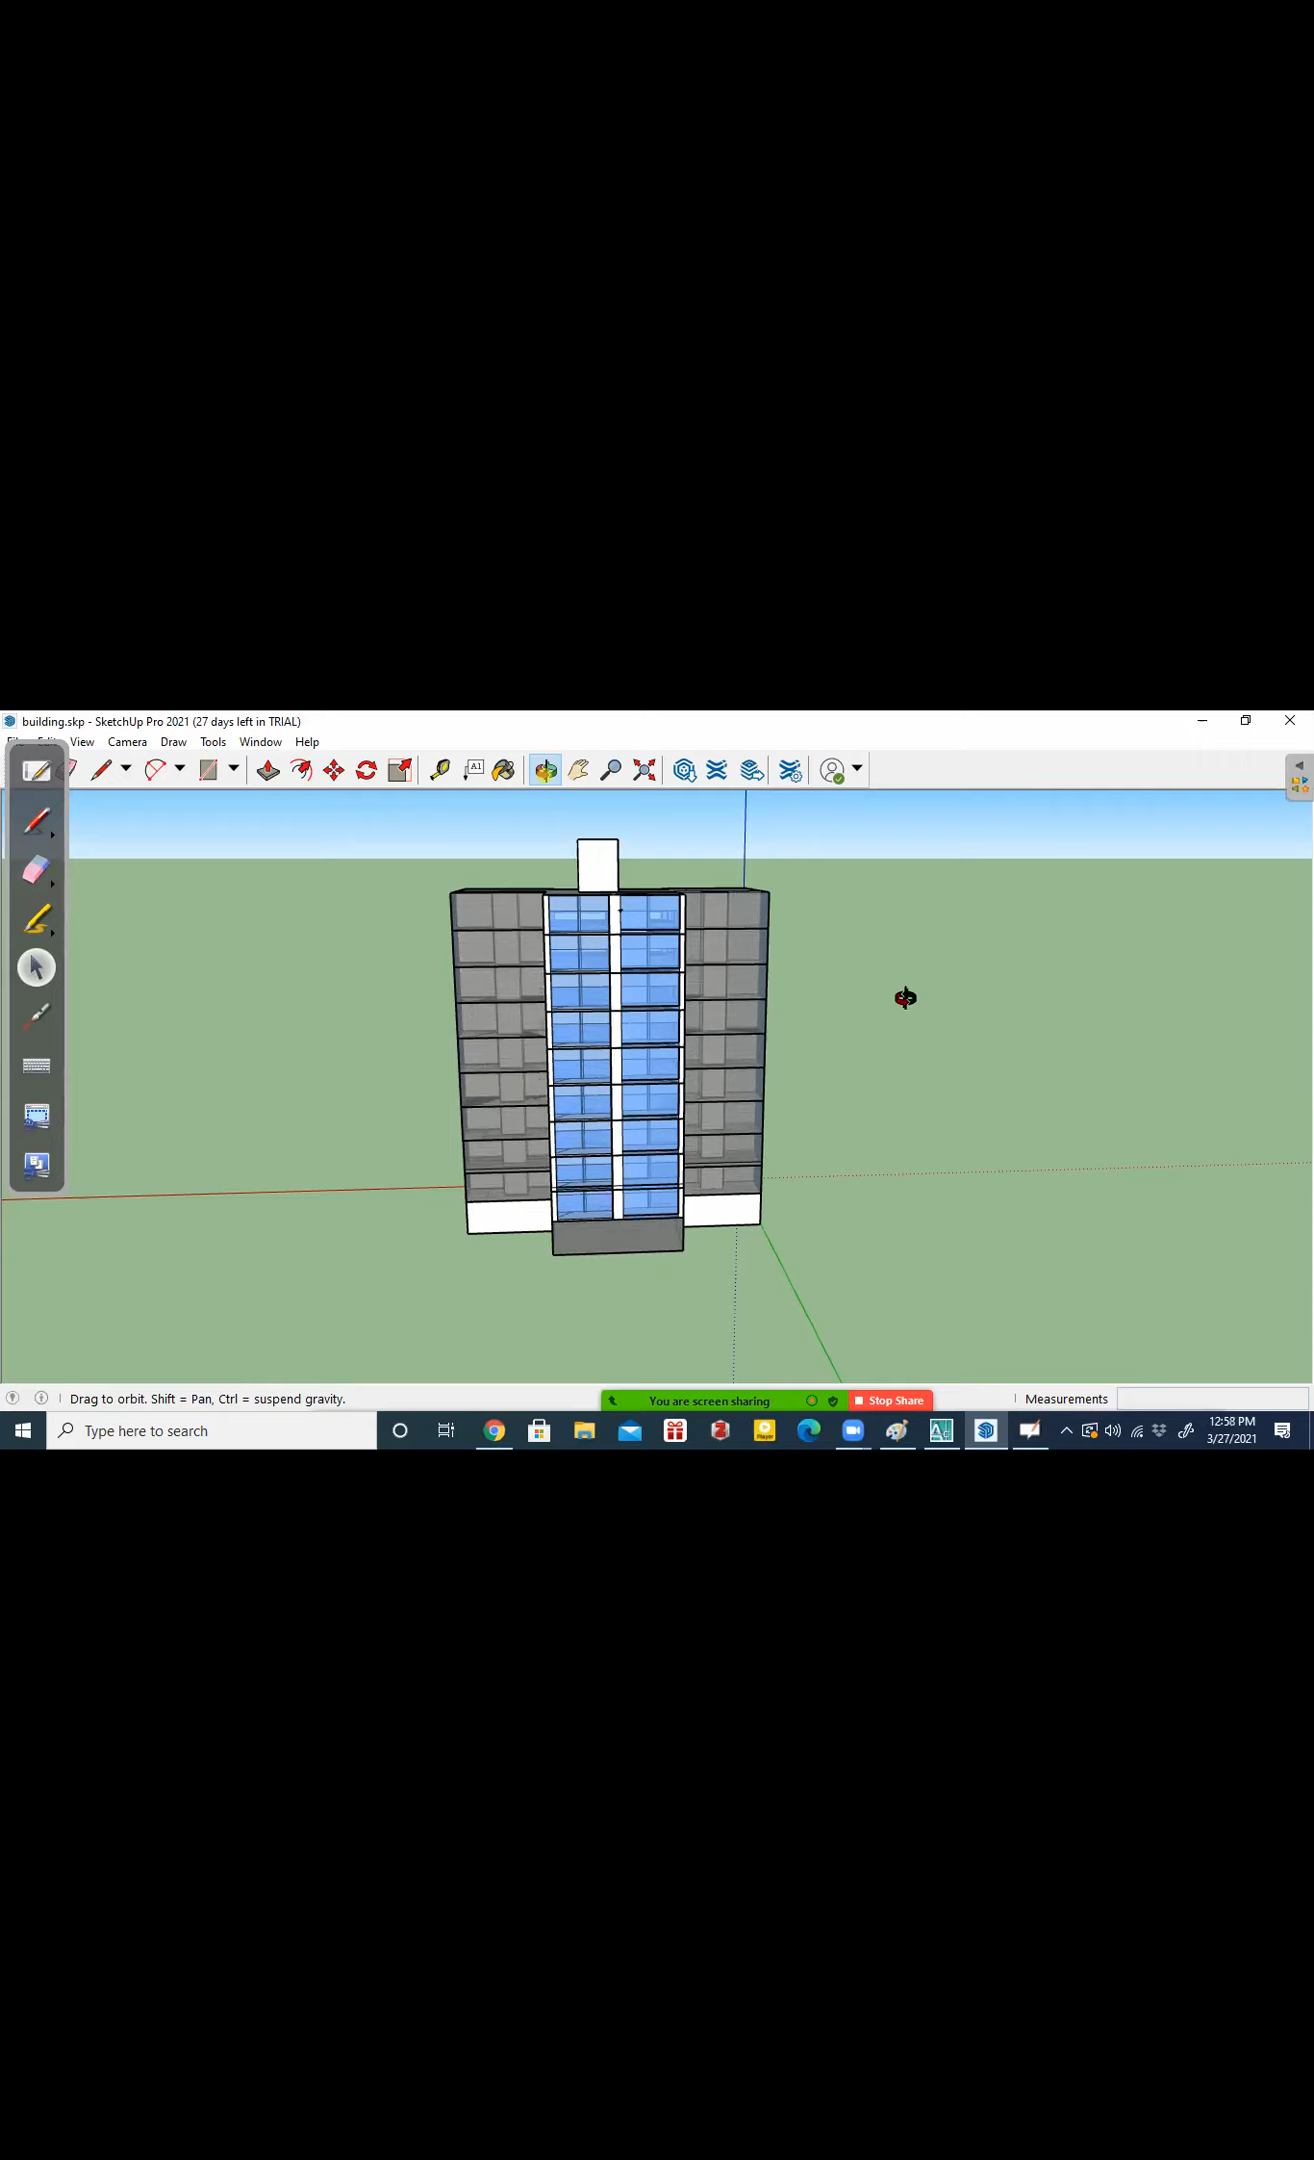 building.skp - SketchUp Pro 2021 (27 days left in TRIAL)
View Camera Draw Tools Window Help
A1
Drag to orbit. Shift = Pan, Ctrl = suspend gravity.
You are screen sharing
Stop Share
Measurements
Type here to search
Player
12:58 PM
3/27/2021